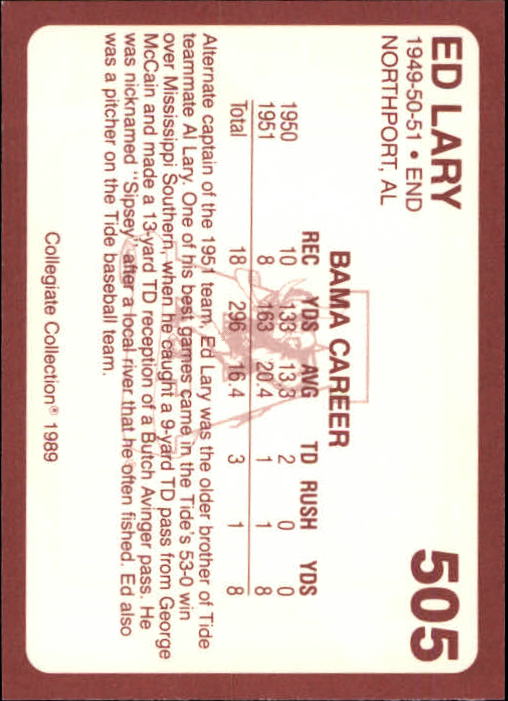 ED LARY 505
1949-50-51 • END
NORTHPORT, AL
BAMA CAREER
REC YDS AVG TD RUSH YDS
1950 10 133 13.3 2 0 0
1951 8 163 20.4 1 1 8
Total 18 296 16.4 3 1 8
Alternate captain of the 1951 team, Ed Lary was the older brother of Tide
teammate Al Lary. One of his best games came in the Tide's 53-0 win
over Mississippi Southern, when he caught a 9-yard TD pass from George
McCain and made a 13-yard TD reception of a Butch Avinger pass. He
was nicknamed "Sipsey" after a local river that he often fished. Ed also
was a pitcher on the Tide baseball team.
Collegiate Collection® 1989